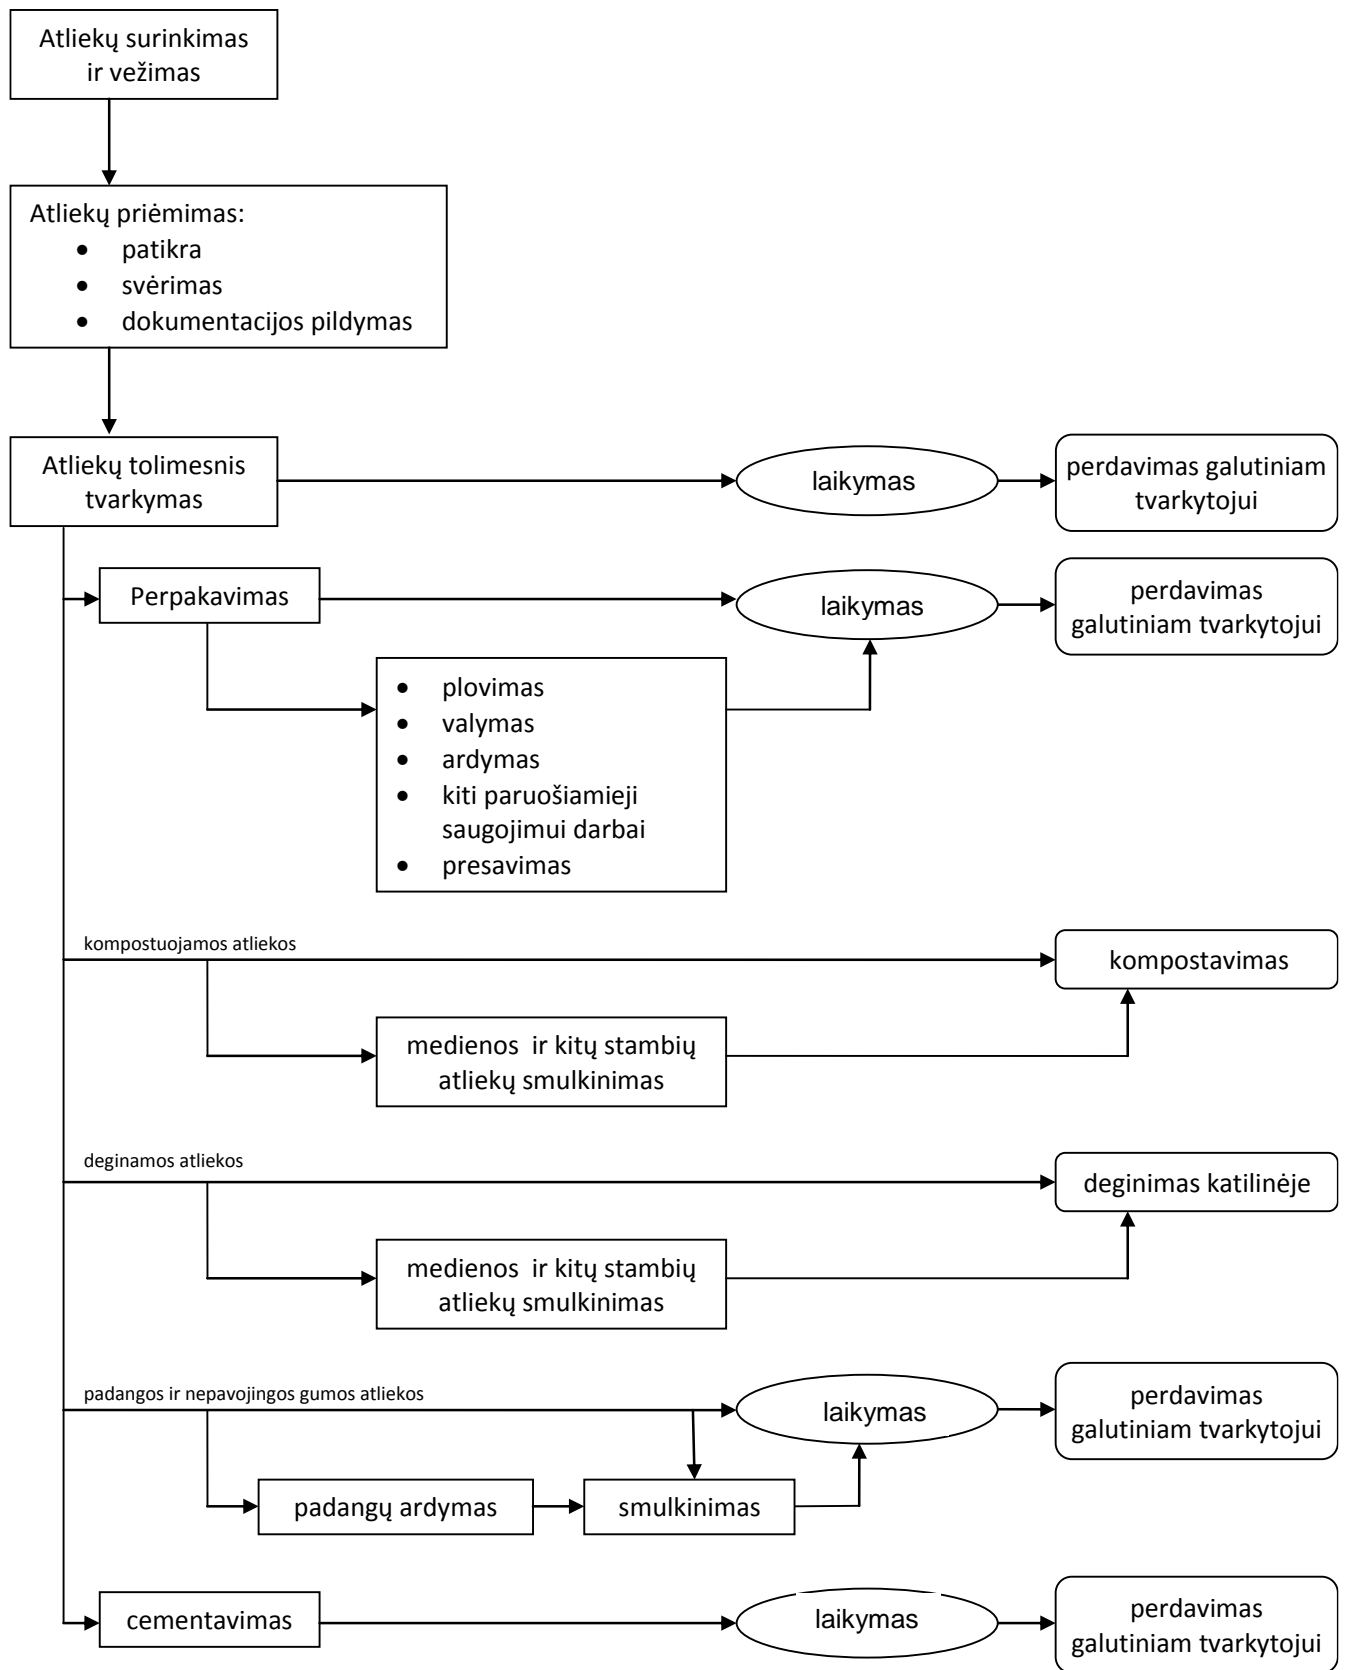 Atliekų surinkimas
ir vežimas
Atliekų priėmimas:
• patikra
• svėrimas
• dokumentacijos pildymas
Atliekų tolimesnis
tvarkymas
laikymas
perdavimas galutiniam
tvarkytojui
Perpakavimas
laikymas
perdavimas
galutiniam tvarkytojui
• plovimas
• valymas
• ardymas
• kiti paruošiamieji
saugojimui darbai
• presavimas
kompostuojamos atliekos
kompostavimas
medienos ir kitų stambių
atliekų smulkinimas
deginamos atliekos
deginimas katilinėje
medienos ir kitų stambių
atliekų smulkinimas
padangos ir nepavojingos gumos atliekos
laikymas
perdavimas
galutiniam tvarkytojui
padangų ardymas
smulkinimas
cementavimas
laikymas
perdavimas
galutiniam tvarkytojui